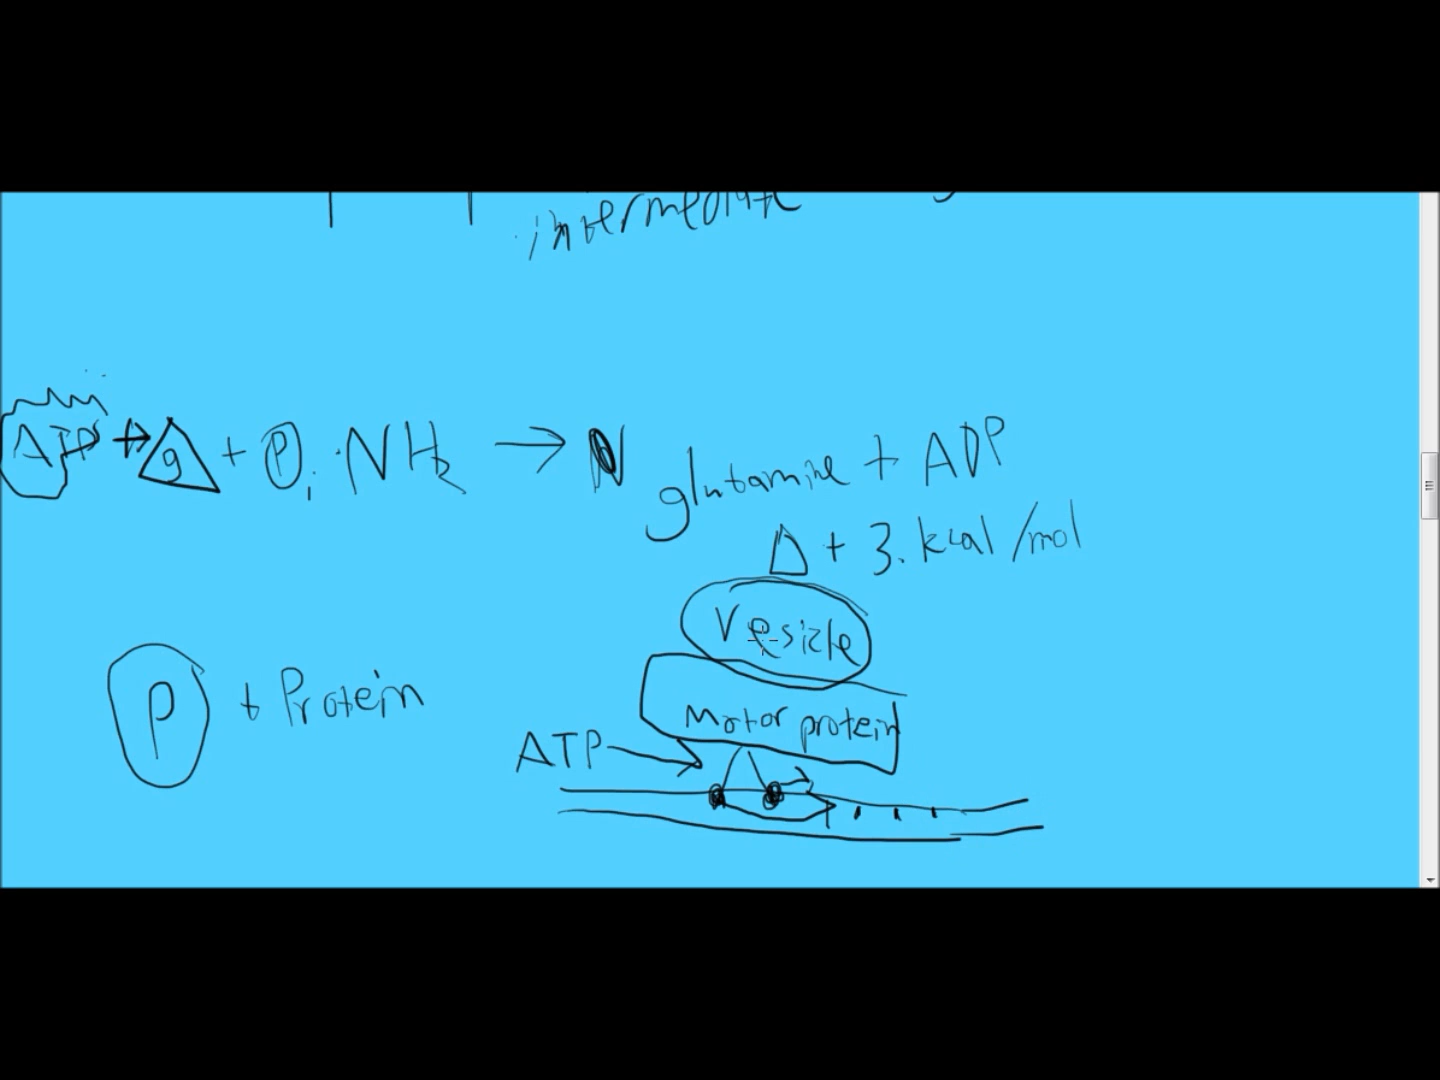 intermediate
ATP → g + Pi NH2 → glutamine + ADP
Δ + 3. kcal/mol
Vesicle
P + Protein
Motor protein
ATP